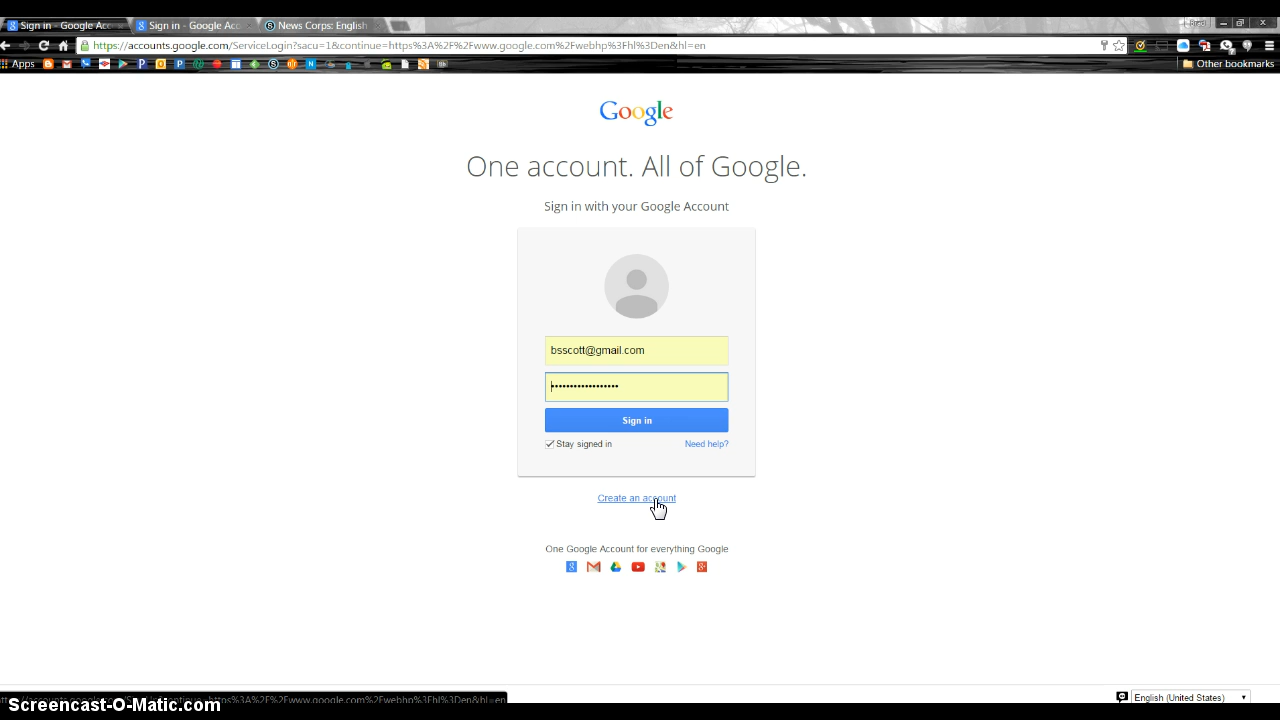 Sign in - Google Acc
Sign in - Google Acc
News Corps: English
https://accounts.google.com/ServiceLogin?sacu=1&continue=https%3A%2F%2Fwww.google.com%2Fwebhp%3Fhl%3Den&hl=en
Apps
Other bookmarks
Google
One account. All of Google.
Sign in with your Google Account
bsscott@gmail.com
•••••••••••••••••
Sign in
Stay signed in
Need help?
Create an account
One Google Account for everything Google
English (United States)
Screencast-O-Matic.com